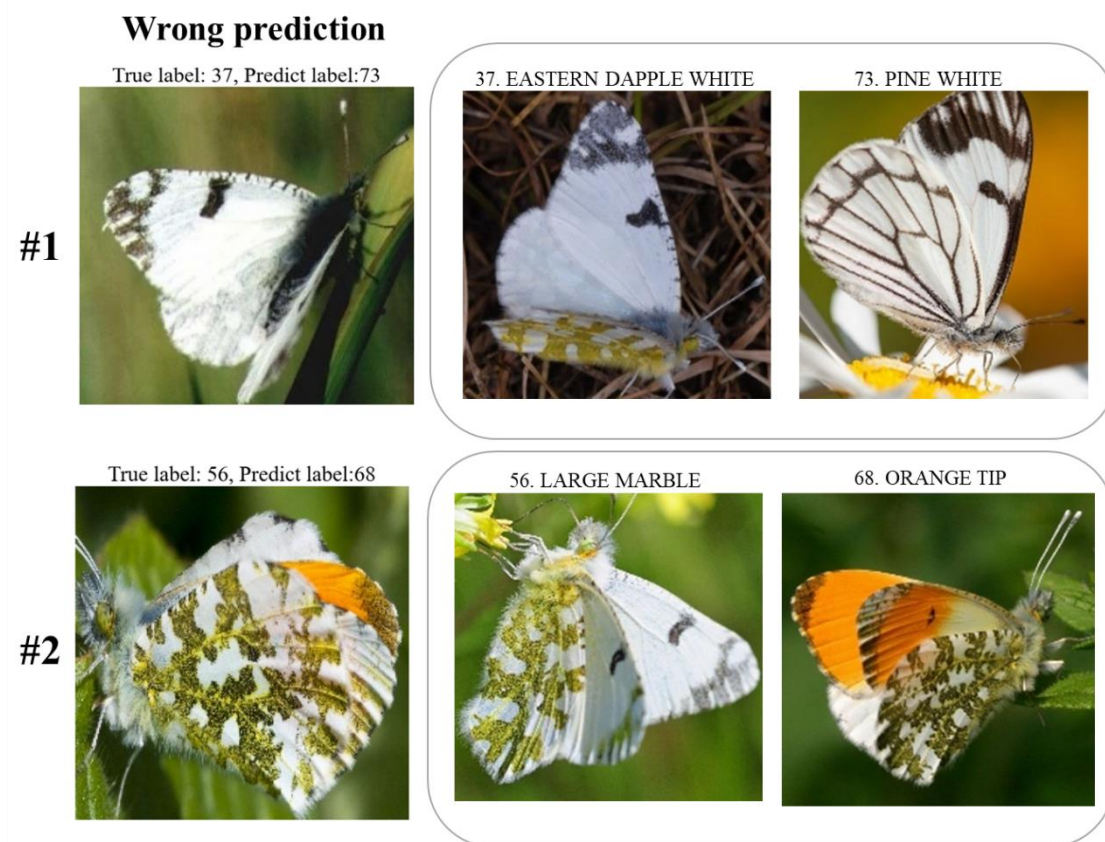 Wrong prediction
True label: 37, Predict label:73
37. EASTERN DAPPLE WHITE
73. PINE WHITE
#1
True label: 56, Predict label:68
56. LARGE MARBLE
68. ORANGE TIP
#2